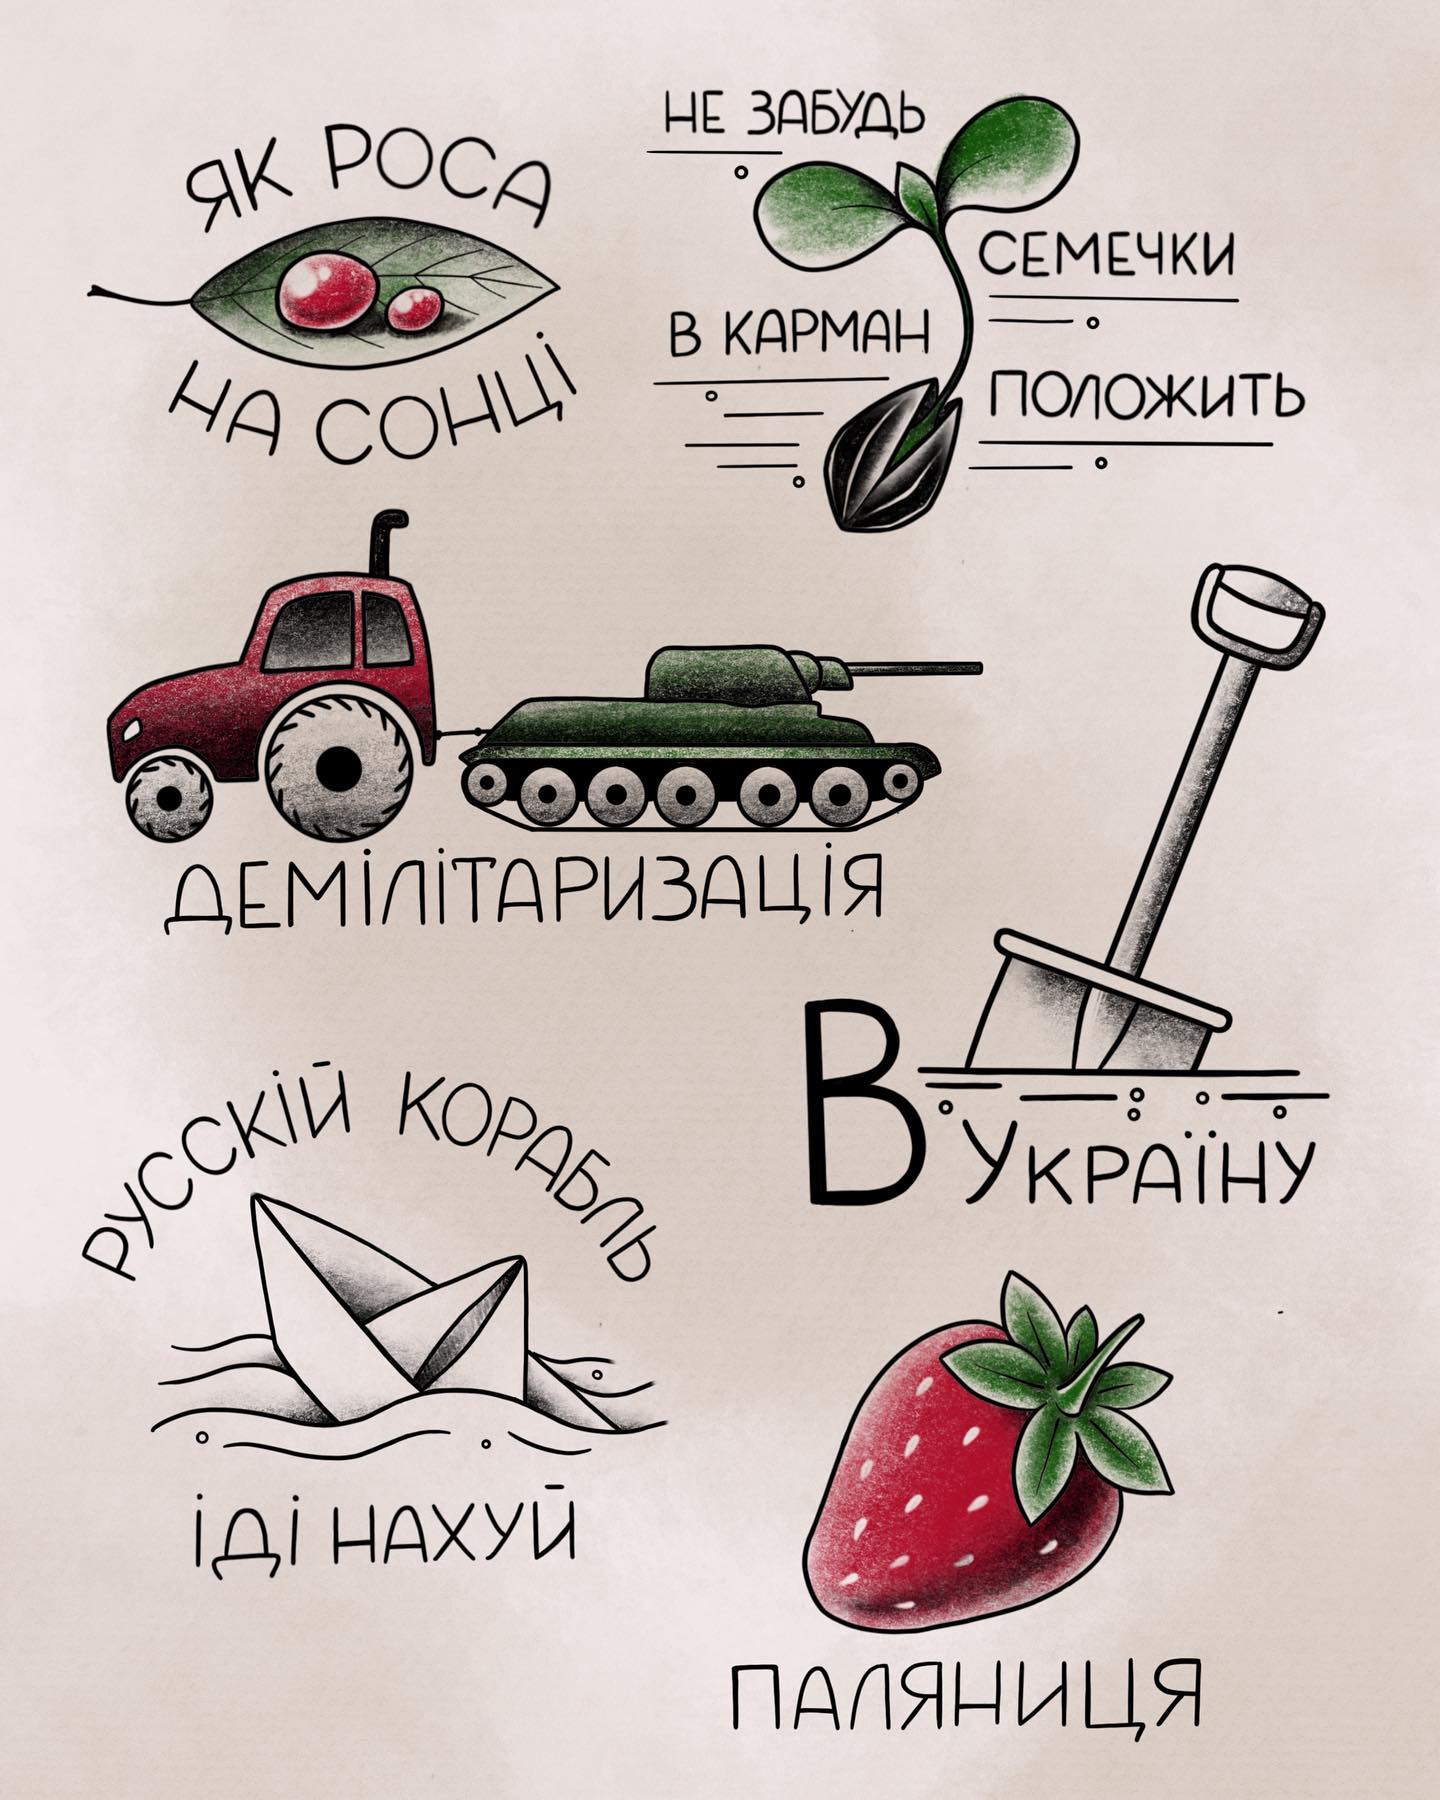 ЯК РОСА
НА СОНЦІ
НЕ ЗАБУДЬ
СЕМЕЧКИ
В КАРМАН
ПОЛОЖИТЬ
ДЕМІЛІТАРИЗАЦІЯ
В УКРАЇНУ
РУССКІЙ КОРАБЛЬ
ІДІ НАХУЙ
ПАЛЯНИЦЯ